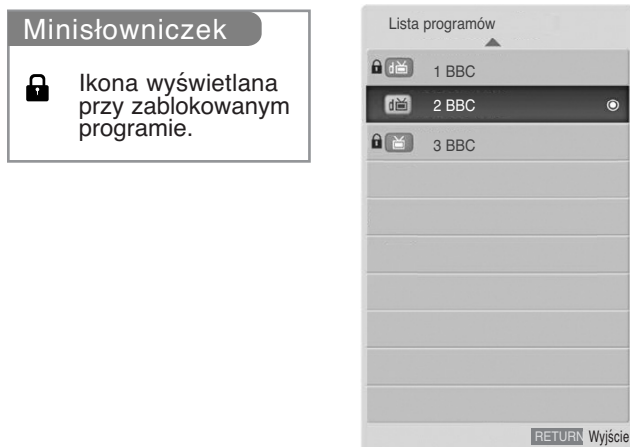 Minisłowniczek
Ikona wyświetlana
przy zablokowanym
programie.
Lista programów
1 BBC
2 BBC
3 BBC
RETURN Wyjście